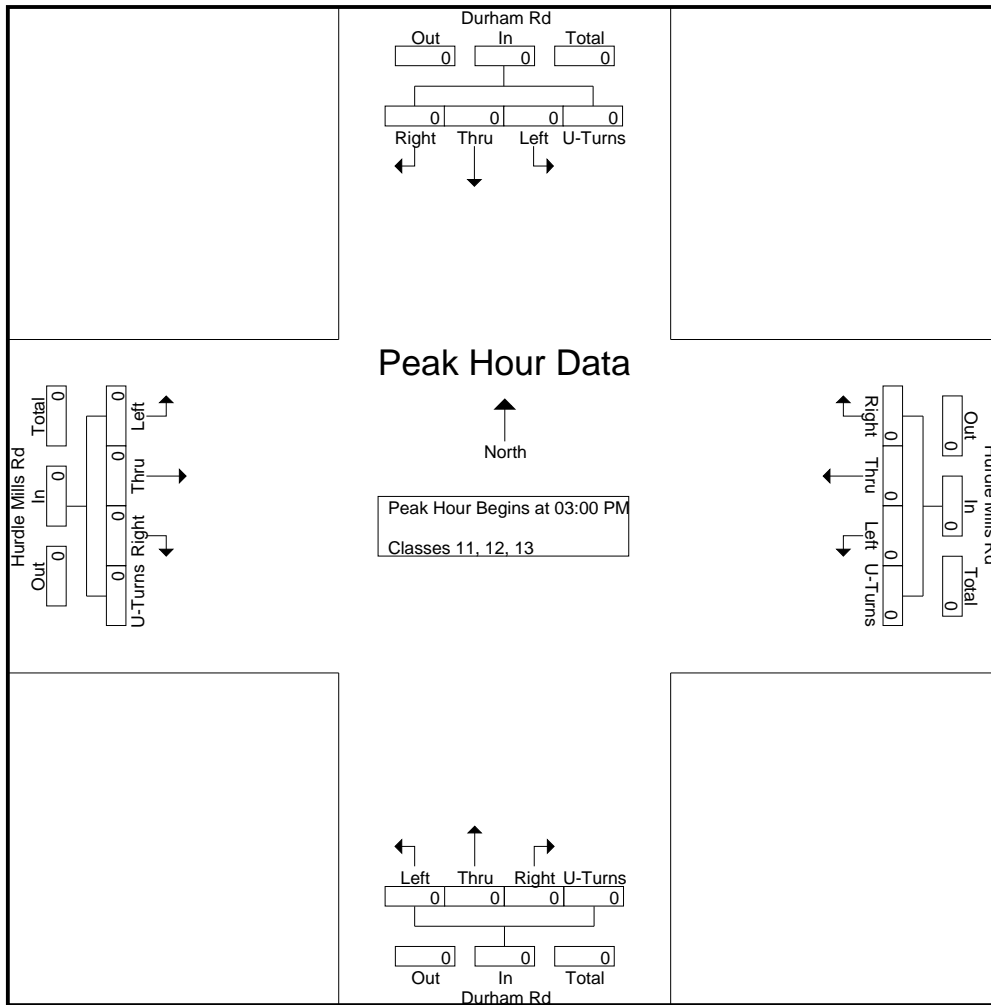 Durham Rd
Out In Total
0 0 0
0 0 0 0
Right Thru Left U-Turns
Peak Hour Data
North
Peak Hour Begins at 03:00 PM
Classes 11, 12, 13
Hurdle Mills Rd
Out In Total
0 0 0
0 0 0 0
U-Turns Right Thru Left
Right Thru Left U-Turns
0 0 0 0
0 0 0
Out In Total
Hurdle Mills Rd
Left Thru Right U-Turns
0 0 0 0
0 0 0
Out In Total
Durham Rd